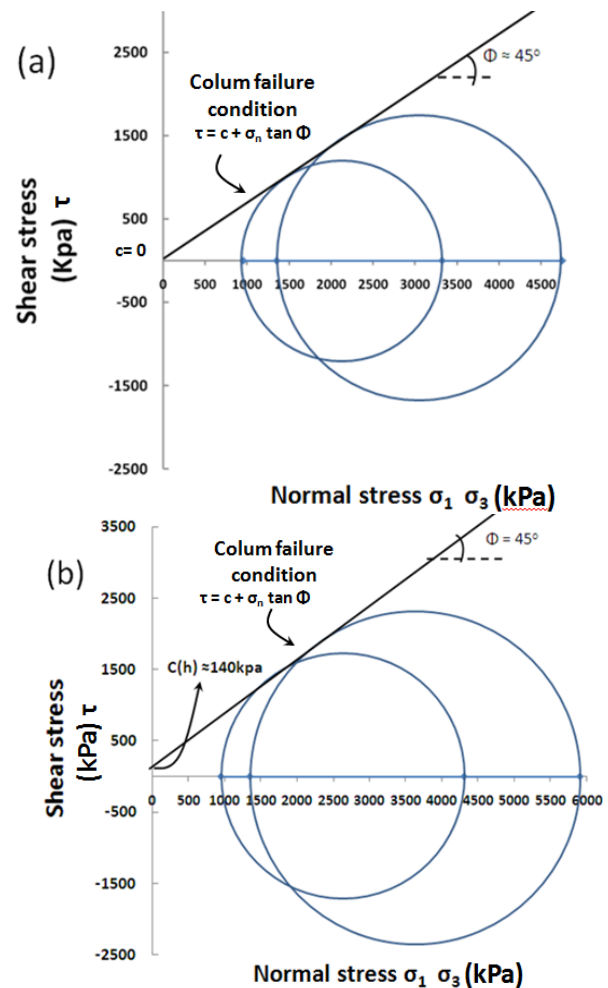 (a)
2500
1500
500
c= 0
-500
-1500
-2500
Shear stress
(Kpa) τ
Colum failure
condition
τ = c + σn tan Φ
Φ ≈ 45°
0 500 1000 1500 2000 2500 3000 3500 4000 4500
Normal stress σ1 σ3 (kPa)
(b)
3500
2500
1500
500
-500
-1500
-2500
Shear stress
(kPa) τ
Colum failure
condition
τ = c + σn tan Φ
Φ = 45°
C(h) ≈140kpa
0 500 1000 1500 2000 2500 3000 3500 4000 4500 5000 5500 6000
Normal stress σ1 σ3 (kPa)